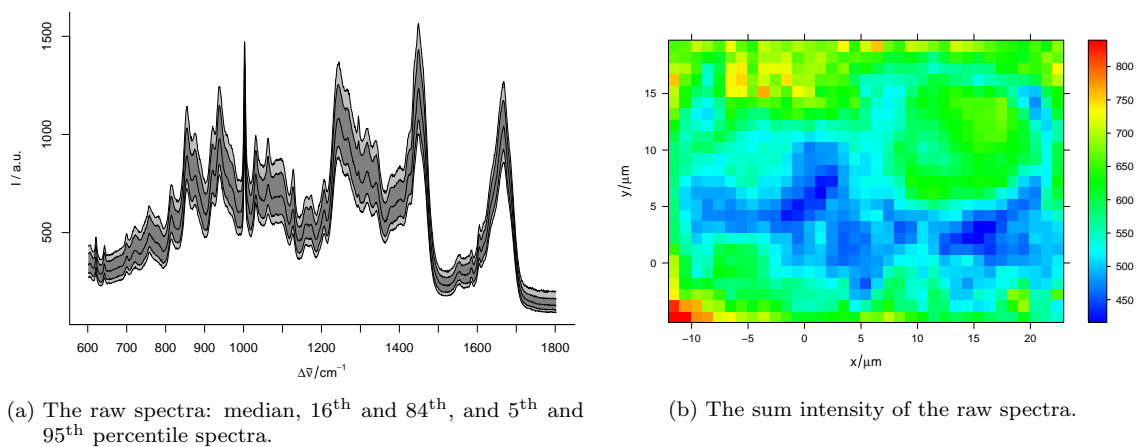 1500
1000
500
I / a.u.
600 700 800 900 1000 1200 1400 1600 1800
Δν̃/cm⁻¹
(a) The raw spectra: median, 16th and 84th, and 5th and
95th percentile spectra.
15
10
5
0
y/μm
−10 −5 0 5 10 15 20
x/μm
800
750
700
650
600
550
500
450
(b) The sum intensity of the raw spectra.